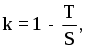 k = 1 - T/S,